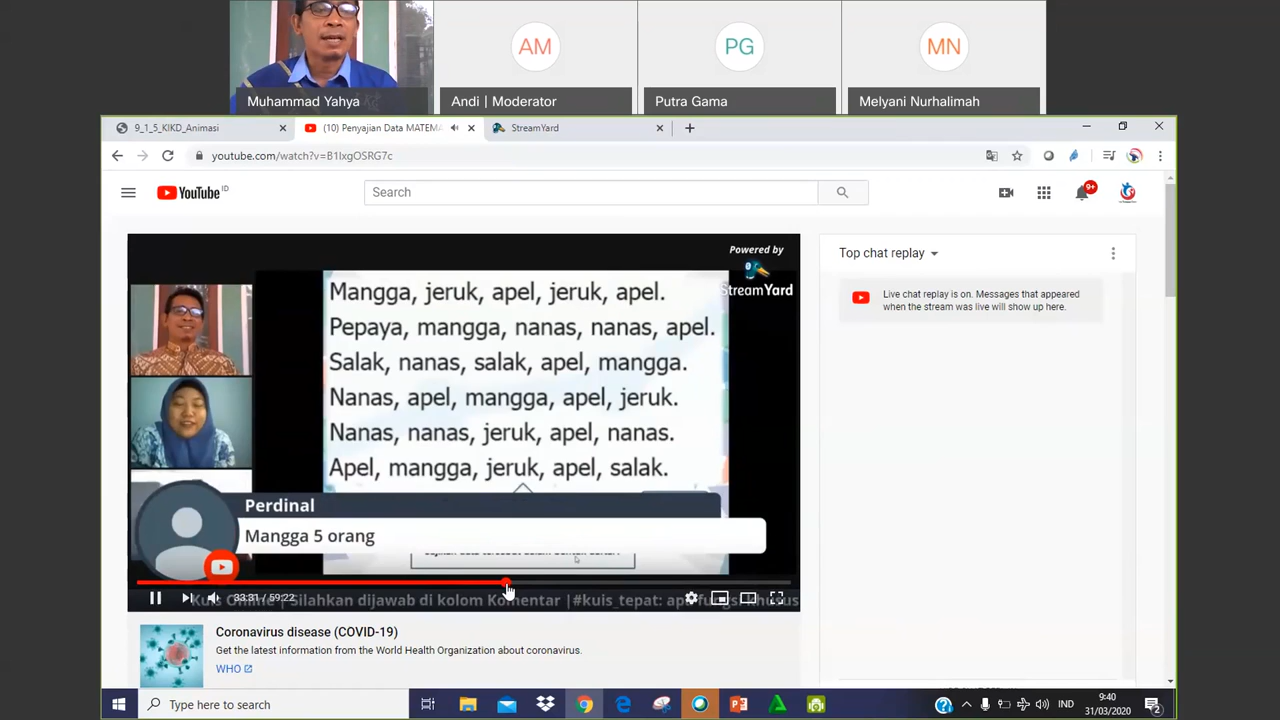 AM
PG
MN
Muhammad Yahya
Andi | Moderator
Putra Gama
Melyani Nurhalimah
9_1_5_KIKD_Animasi
(10) Penyajian Data MATEMA
StreamYard
youtube.com/watch?v=B1IxgOSRG7c
YouTube ID
Search
9+
Powered by
StreamYard
Mangga, jeruk, apel, jeruk, apel.
Pepaya, mangga, nanas, nanas, apel.
Salak, nanas, salak, apel, mangga.
Nanas, apel, mangga, apel, jeruk.
Nanas, nanas, jeruk, apel, nanas.
Apel, mangga, jeruk, apel, salak.
Perdinal
Mangga 5 orang
/ 59:22
Kuis Online | Silahkan dijawab di kolom Komentar |#kuis_tepat: apa fungsi khusus
Top chat replay
Live chat replay is on. Messages that appeared
when the stream was live will show up here.
Coronavirus disease (COVID-19)
Get the latest information from the World Health Organization about coronavirus.
WHO
Type here to search
IND
9:40
31/03/2020
2